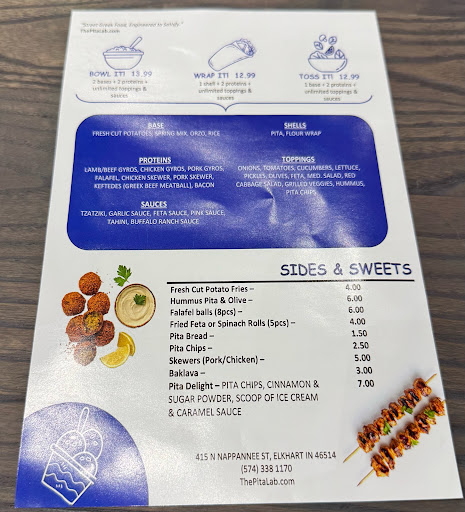 "Street Greek Food, Engineered to Satisfy"
ThePitaLab.com
BOWL IT! 13.99
2 bases + 2 proteins +
unlimited toppings &
sauces
WRAP IT! 12.99
1 shell + 2 proteins +
unlimited toppings &
sauces
TOSS IT! 12.99
1 base + 2 proteins +
unlimited toppings &
sauces
BASE
FRESH CUT POTATOES, SPRING MIX, ORZO, RICE
SHELLS
PITA, FLOUR WRAP
PROTEINS
LAMB/BEEF GYROS, CHICKEN GYROS, PORK GYROS,
FALAFEL, CHICKEN SKEWER, PORK SKEWER,
KEFTEDES (GREEK BEEF MEATBALL), BACON
TOPPINGS
ONIONS, TOMATOES, CUCUMBERS, LETTUCE,
PICKLES, OLIVES, FETA, MED. SALAD, RED
CABBAGE SALAD, GRILLED VEGGIES, HUMMUS,
PITA CHIPS
SAUCES
TZATZIKI, GARLIC SAUCE, FETA SAUCE, PINK SAUCE,
TAHINI, BUFFALO RANCH SAUCE
SIDES & SWEETS
Fresh Cut Potato Fries – 4.00
Hummus Pita & Olive – 6.00
Falafel balls (8pcs) – 6.00
Fried Feta or Spinach Rolls (5pcs) – 4.00
Pita Bread – 1.50
Pita Chips – 2.50
Skewers (Pork/Chicken) – 5.00
Baklava – 3.00
Pita Delight – PITA CHIPS, CINNAMON & 7.00
SUGAR POWDER, SCOOP OF ICE CREAM
& CARAMEL SAUCE
415 N NAPPANNEE ST, ELKHART IN 46514
(574) 338 1170
ThePitaLab.com